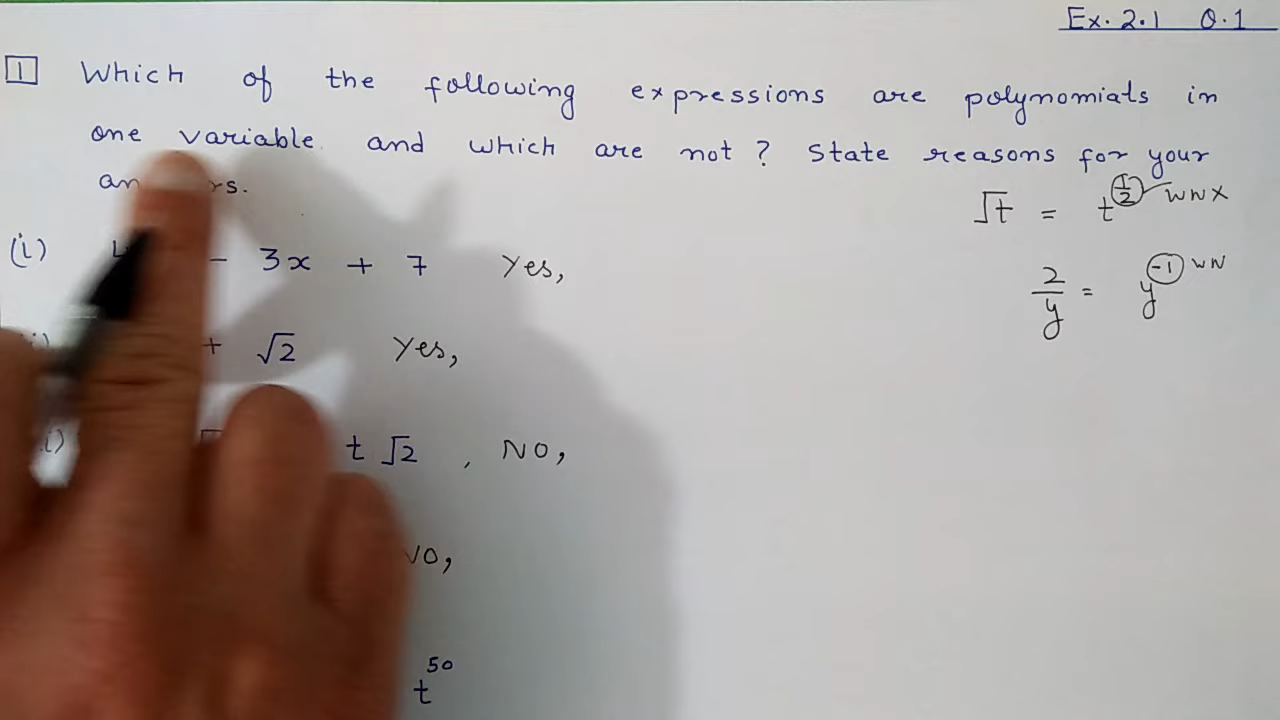 Ex. 2.1 Q.1
1 Which of the following expressions are polynomials in
one variable and which are not? State reasons for your
√t = t^(1/2) WN X
(i) - 3x + 7 Yes,
2/y = y^(-1) WN
+ √2 Yes,
t √2 , NO,
NO,
t^50